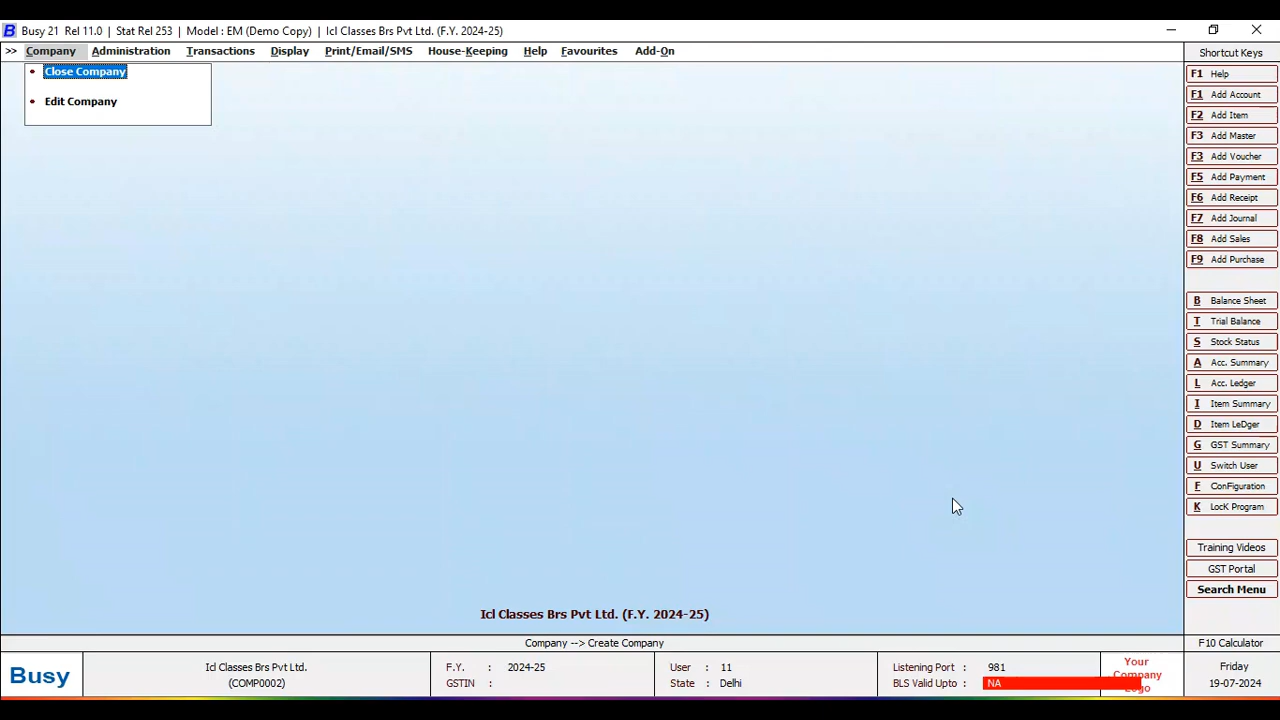 B Busy 21 Rel 11.0 | Stat Rel 253 | Model : EM (Demo Copy) | Icl Classes Brs Pvt Ltd. (F.Y. 2024-25)
>> Company Administration Transactions Display Print/Email/SMS House-Keeping Help Favourites Add-On
Close Company
Edit Company
Shortcut Keys
F1 Help
F1 Add Account
F2 Add Item
F3 Add Master
F3 Add Voucher
F5 Add Payment
F6 Add Receipt
F7 Add Journal
F8 Add Sales
F9 Add Purchase
B Balance Sheet
T Trial Balance
S Stock Status
A Acc. Summary
L Acc. Ledger
I Item Summary
D Item LeDger
G GST Summary
U Switch User
F ConFiguration
K LocK Program
Training Videos
GST Portal
Search Menu
Icl Classes Brs Pvt Ltd. (F.Y. 2024-25)
Company --> Create Company
F10 Calculator
Busy
Icl Classes Brs Pvt Ltd.
(COMP0002)
F.Y. : 2024-25
GSTIN :
User : 11
State : Delhi
Listening Port : 981
BLS Valid Upto : NA
Your
Company
Logo
Friday
19-07-2024